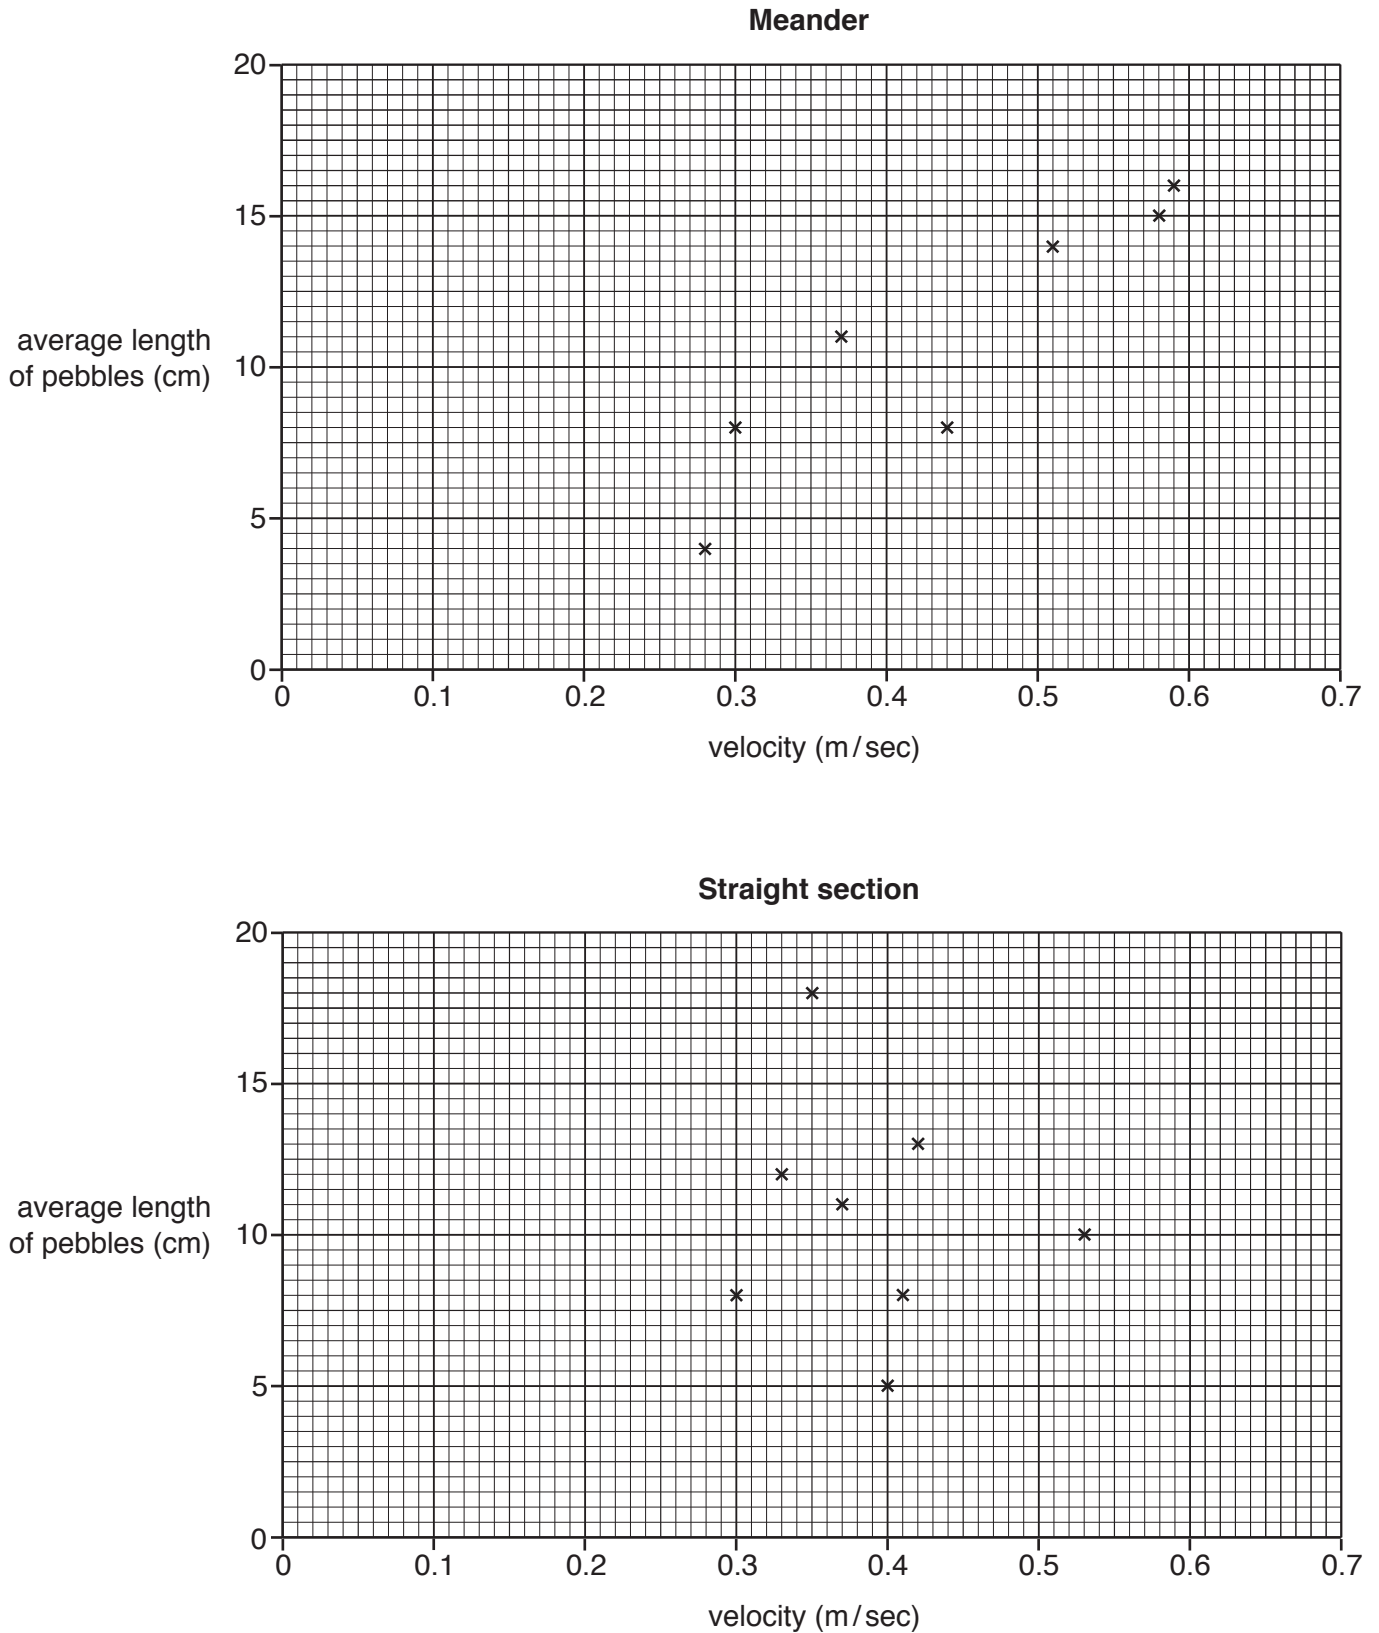 Meander
20
15
average length
of pebbles (cm)
10
5
0
0 0.1 0.2 0.3 0.4 0.5 0.6 0.7
velocity (m/sec)
Straight section
20
15
average length
of pebbles (cm)
10
5
0
0 0.1 0.2 0.3 0.4 0.5 0.6 0.7
velocity (m/sec)